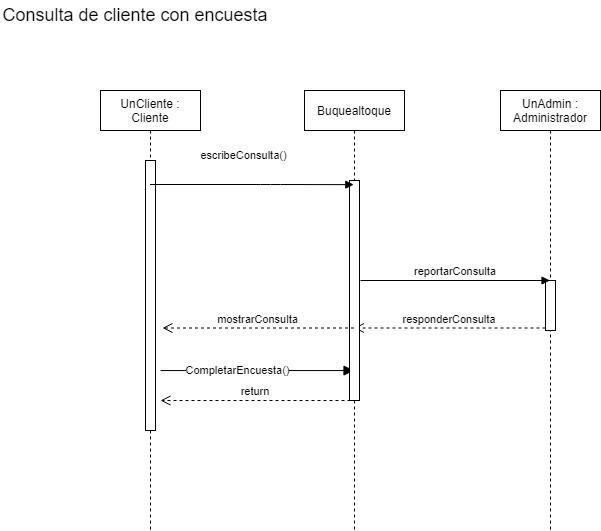 Consulta de cliente con encuesta
UnCliente :
Cliente
Buquealtoque
UnAdmin :
Administrador
escribeConsulta()
reportarConsulta
mostrarConsulta
responderConsulta
CompletarEncuesta()
return